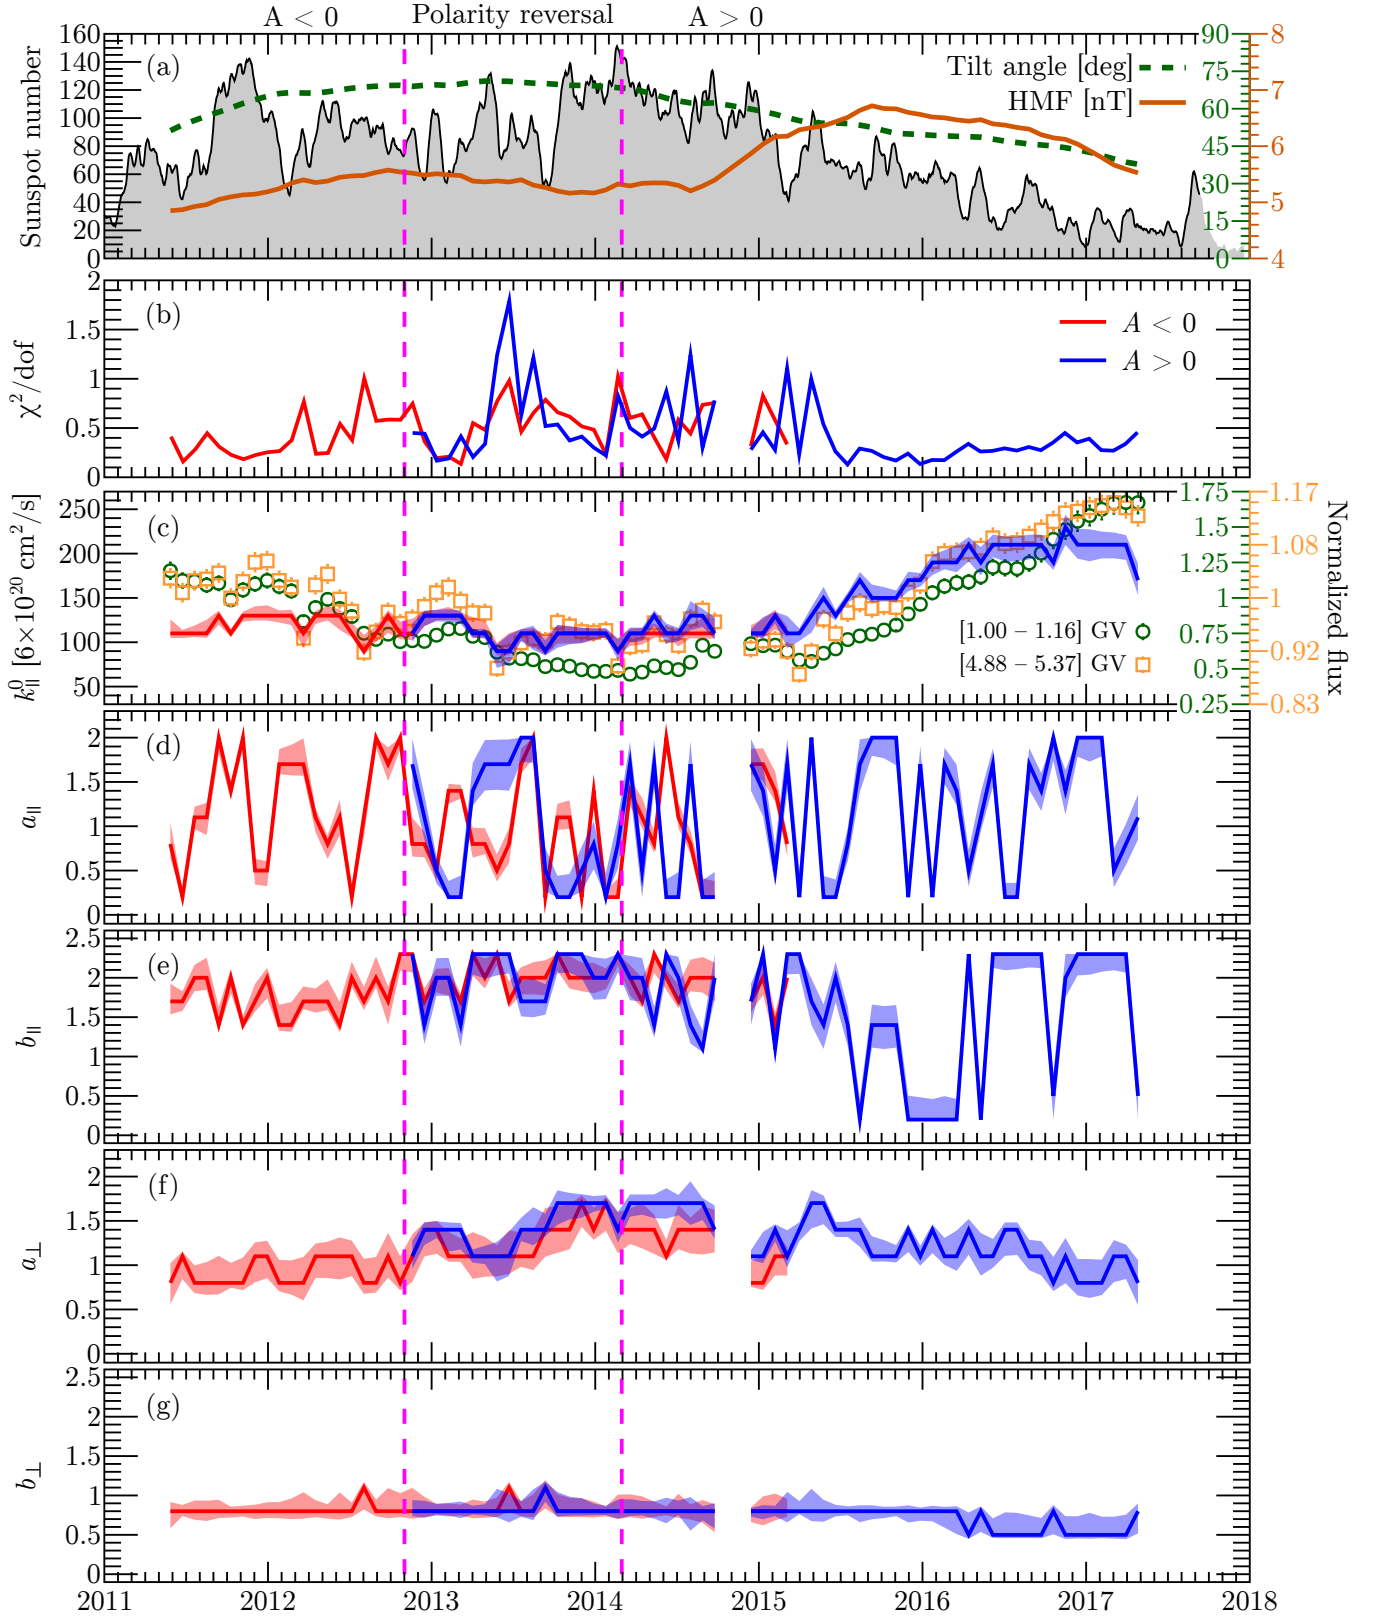 A < 0 Polarity reversal A > 0
160
140
120
100
80
60
40
20
0
Sunspot number
(a)
Tilt angle [deg]
HMF [nT]
90
75
60
45
30
15
0
8
7
6
5
4
2
1.5
1
0.5
0
χ²/dof
(b)
A < 0
A > 0
250
200
150
100
50
k⁰∥ [6×10²⁰ cm²/s]
(c)
[1.00 − 1.16] GV
[4.88 − 5.37] GV
1.75
1.5
1.25
1
0.75
0.5
0.25
1.17
1.08
1
0.92
0.83
Normalized flux
2
1.5
1
0.5
0
a∥
(d)
2.5
2
1.5
1
0.5
0
b∥
(e)
2
1.5
1
0.5
0
a⊥
(f)
2.5
2
1.5
1
0.5
0
b⊥
(g)
2011 2012 2013 2014 2015 2016 2017 2018